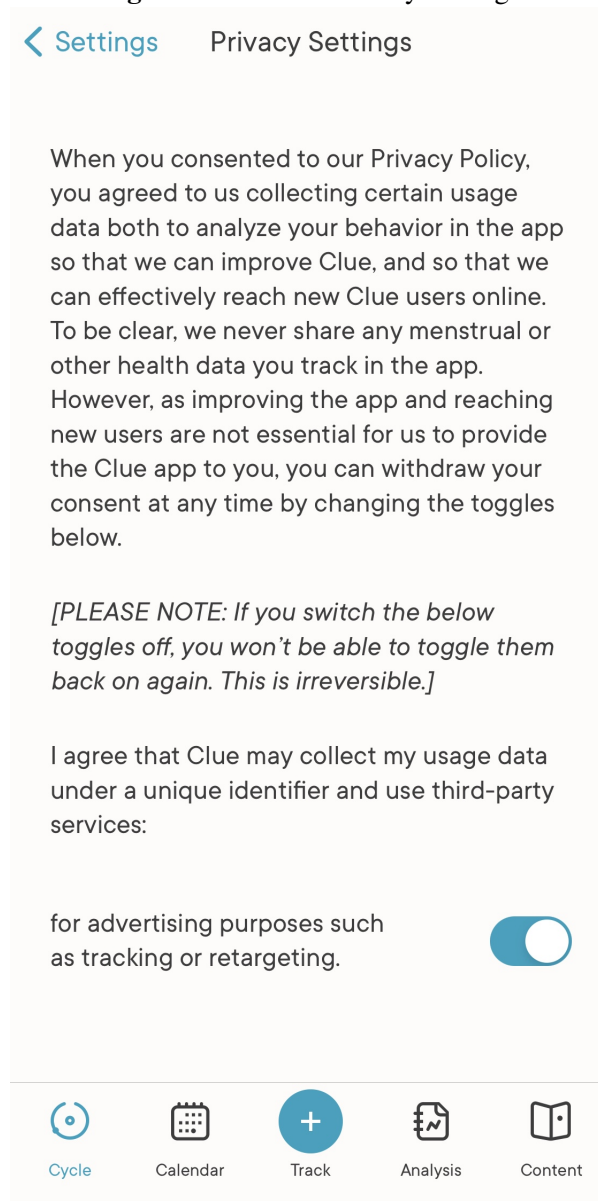 Settings Privacy Settings
When you consented to our Privacy Policy,
you agreed to us collecting certain usage
data both to analyze your behavior in the app
so that we can improve Clue, and so that we
can effectively reach new Clue users online.
To be clear, we never share any menstrual or
other health data you track in the app.
However, as improving the app and reaching
new users are not essential for us to provide
the Clue app to you, you can withdraw your
consent at any time by changing the toggles
below.
[PLEASE NOTE: If you switch the below
toggles off, you won’t be able to toggle them
back on again. This is irreversible.]
I agree that Clue may collect my usage data
under a unique identifier and use third-party
services:
for advertising purposes such
as tracking or retargeting.
Cycle Calendar Track Analysis Content